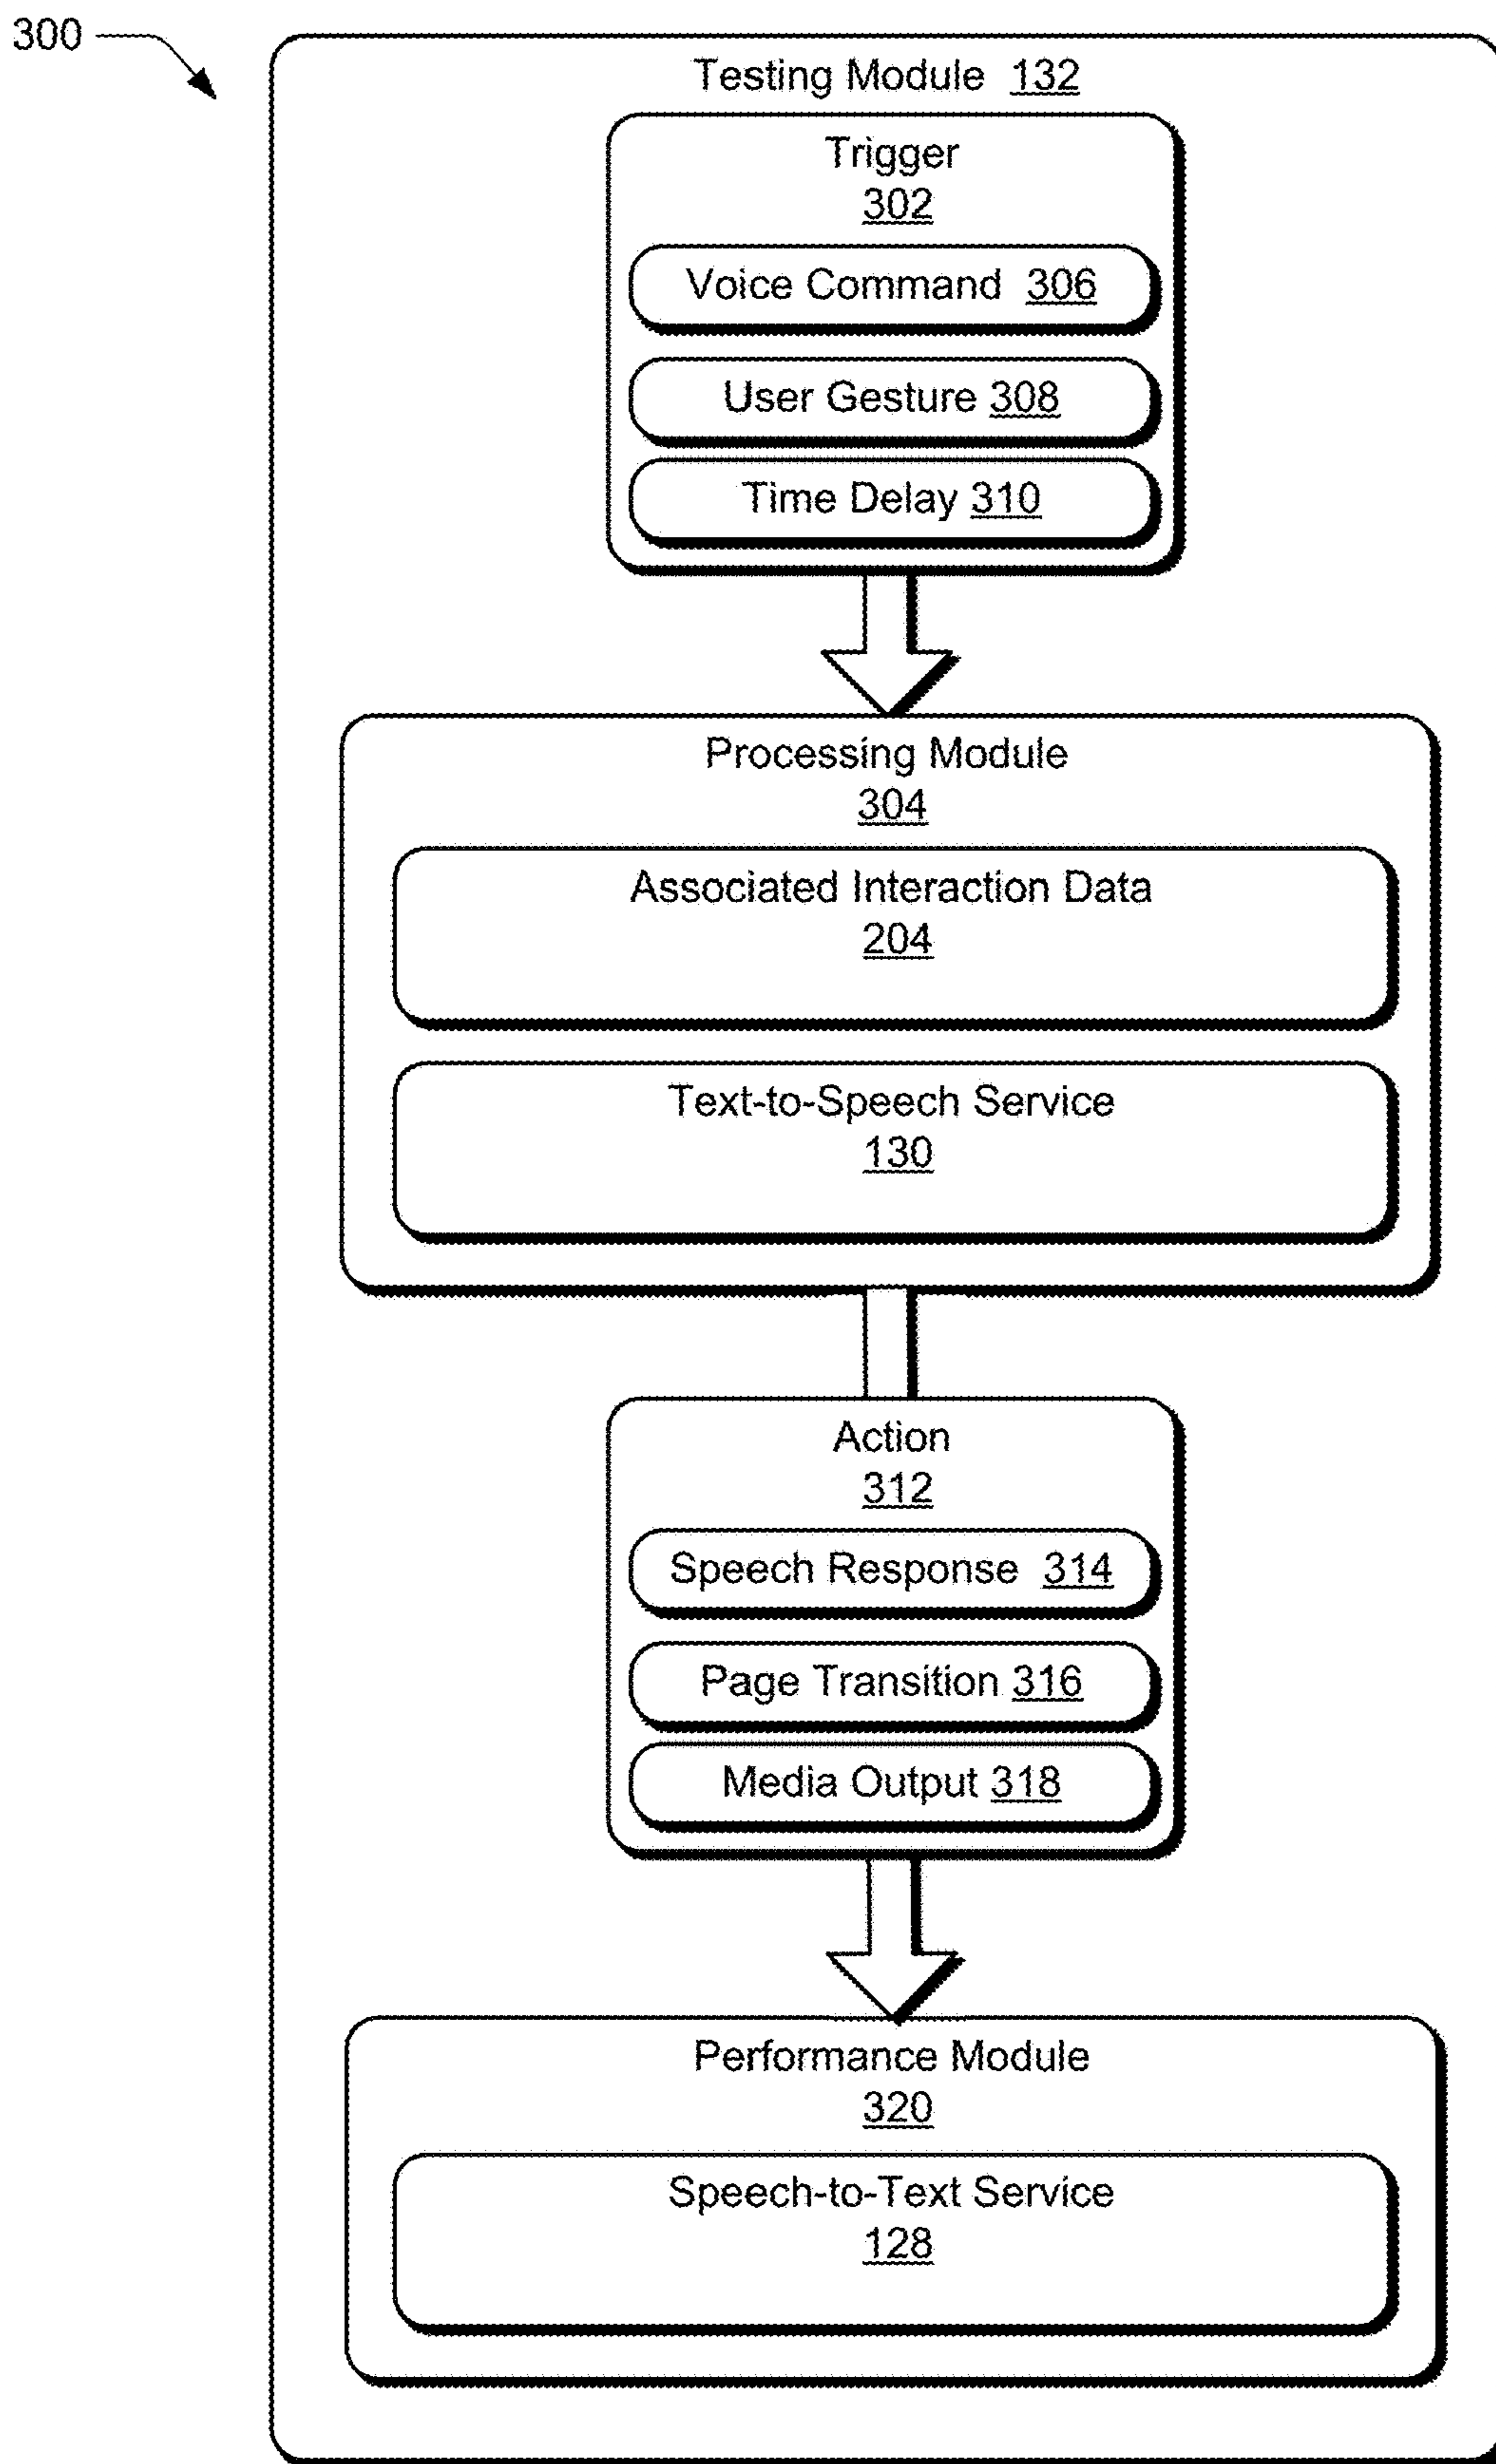 300
Testing Module 132
Trigger
302
Voice Command 306
User Gesture 308
Time Delay 310
Processing Module
304
Associated Interaction Data
204
Text-to-Speech Service
130
Action
312
Speech Response 314
Page Transition 316
Media Output 318
Performance Module
320
Speech-to-Text Service
128